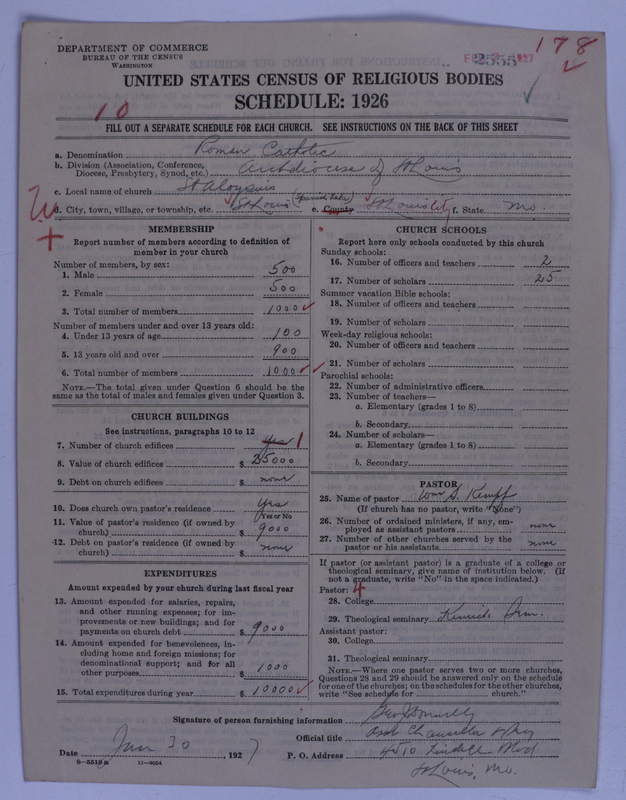 178
DEPARTMENT OF COMMERCE
BUREAU OF THE CENSUS
WASHINGTON
2555
UNITED STATES CENSUS OF RELIGIOUS BODIES
SCHEDULE: 1926
10
FILL OUT A SEPARATE SCHEDULE FOR EACH CHURCH. SEE INSTRUCTIONS ON THE BACK OF THIS SHEET
a. Denomination Roman Catholic
b. Division (Association, Conference, Diocese, Presbytery, Synod, etc.) Archdiocese of St Louis
c. Local name of church St Aloysius
d. City, town, village, or township, etc. St Louis e. County St Louis City f. State Mo.
MEMBERSHIP
Report number of members according to definition of member in your church
Number of members, by sex:
1. Male 500
2. Female 500
3. Total number of members 1000
Number of members under and over 13 years old:
4. Under 13 years of age 100
5. 13 years old and over 900
6. Total number of members 1000
NOTE.—The total given under Question 6 should be the same as the total of males and females given under Question 3.
CHURCH BUILDINGS
See instructions, paragraphs 10 to 12
7. Number of church edifices yes 1
8. Value of church edifices $ 25000
9. Debt on church edifices $ none
10. Does church own pastor's residence yes
(Yes or No)
11. Value of pastor's residence (if owned by church) $ 9000
12. Debt on pastor's residence (if owned by church) $ none
EXPENDITURES
Amount expended by your church during last fiscal year
13. Amount expended for salaries, repairs, and other running expenses; for improvements or new buildings; and for payments on church debt $ 9000
14. Amount expended for benevolences, including home and foreign missions; for denominational support; and for all other purposes $ 1000
15. Total expenditures during year $ 10000
CHURCH SCHOOLS
Report here only schools conducted by this church
Sunday schools:
16. Number of officers and teachers 2
17. Number of scholars 25
Summer vacation Bible schools:
18. Number of officers and teachers
19. Number of scholars
Week-day religious schools:
20. Number of officers and teachers
21. Number of scholars
Parochial schools:
22. Number of administrative officers
23. Number of teachers—
a. Elementary (grades 1 to 8)
b. Secondary
24. Number of scholars—
a. Elementary (grades 1 to 8)
b. Secondary
PASTOR
25. Name of pastor Wm S. Kempf
(If church has no pastor, write "None")
26. Number of ordained ministers, if any, employed as assistant pastors none
27. Number of other churches served by the pastor or his assistants none
If pastor (or assistant pastor) is a graduate of a college or theological seminary, give name of institution below. (If not a graduate, write "No" in the space indicated.)
Pastor: 4
28. College
29. Theological seminary Kenrick Sem.
Assistant pastor:
30. College
31. Theological seminary
NOTE.—Where one pastor serves two or more churches, Questions 28 and 29 should be answered only on the schedule for one of the churches; on the schedules for the other churches, write "See schedule for church."
Signature of person furnishing information
Official title Asst Chancellor
Date Jan 30, 1927 P. O. Address 4510 Lindell Blvd
St Louis, Mo.
8—5518a 11—9064